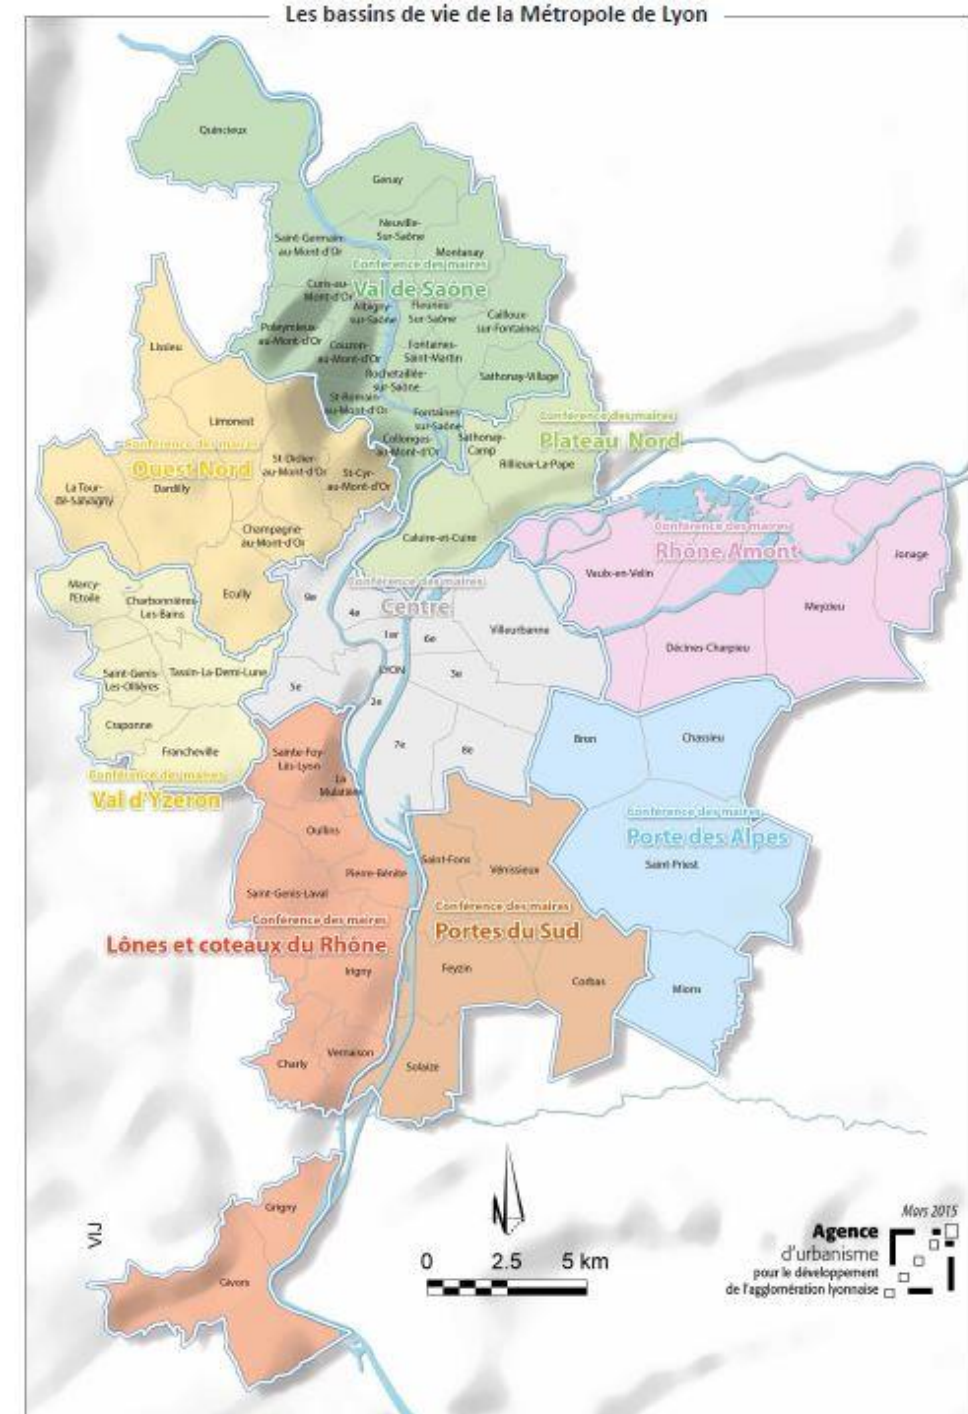 Les bassins de vie de la Métropole de Lyon
Quincieux
Genay
Neuville-
Sur-Saône
Saint-Germain-
au-Mont-d'Or
Montanay
Conférence des maires
Val de Saône
Curis-au-
Mont-d'Or
Albigny-
sur-Saône
Fleurieu-
Sur-Saône
Cailloux-
sur-Fontaines
Poleymieux-
au-Mont-d'Or
Couzon-
au-Mont-d'Or
Fontaines-
Saint-Martin
Rochetaillée-
sur-Saône
Sathonay-Village
St-Romain-
au-Mont-d'Or
Fontaines-
sur-Saône
Collonges-
au-Mont-d'Or
Lissieu
Limonest
Conférence des maires
Ouest Nord
St-Didier-
au-Mont-d'Or
St-Cyr-
au-Mont-d'Or
La Tour-
de-Salvagny
Dardilly
Champagne-
au-Mont-d'Or
Ecully
Conférence des maires
Plateau Nord
Sathonay-
Camp
Rillieux-La-Pape
Caluire-et-Cuire
Conférence des maires
Rhône Amont
Vaulx-en-Velin
Jonage
Meyzieu
Décines-Charpieu
Marcy-
l'Etoile
Charbonnières-
Les-Bains
Saint-Genis-
Les-Ollières
Tassin-La-Demi-Lune
Craponne
Francheville
Conférence des maires
Val d'Yzeron
Conférence des maires
Centre
9e
4e
1er
6e
Villeurbanne
LYON
3e
5e
2e
7e
8e
Bron
Chassieu
Conférence des maires
Porte des Alpes
Saint-Priest
Mions
Sainte-Foy-
Lès-Lyon
La
Mulatière
Oullins
Pierre-Bénite
Saint-Genis-Laval
Conférence des maires
Lônes et coteaux du Rhône
Irigny
Vernaison
Charly
Grigny
Givors
Saint-Fons
Vénissieux
Conférence des maires
Portes du Sud
Feyzin
Corbas
Solaize
VIJ
N
0 2.5 5 km
Mars 2015
Agence
d'urbanisme
pour le développement
de l'agglomération lyonnaise